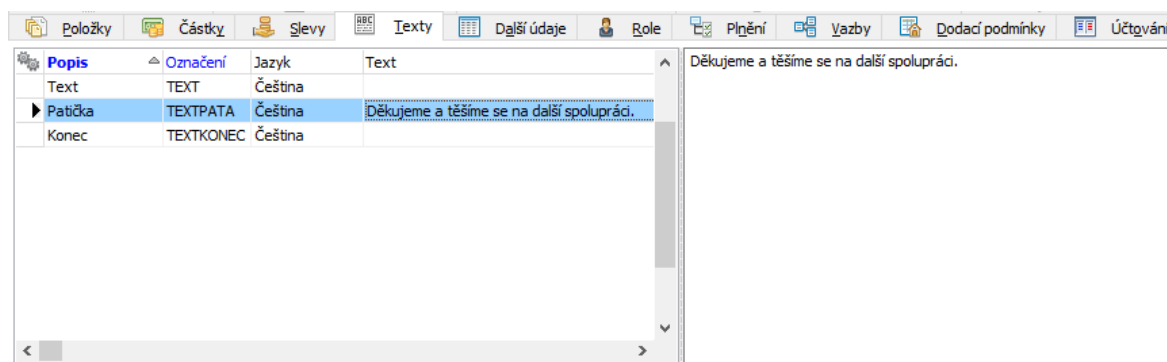 Položky Částky Slevy Texty Další údaje Role Plnění Vazby Dodací podmínky Účtování
Popis Označení Jazyk Text
Text TEXT Čeština
Patička TEXTPATA Čeština Děkujeme a těšíme se na další spolupráci.
Konec TEXTKONEC Čeština
Děkujeme a těšíme se na další spolupráci.